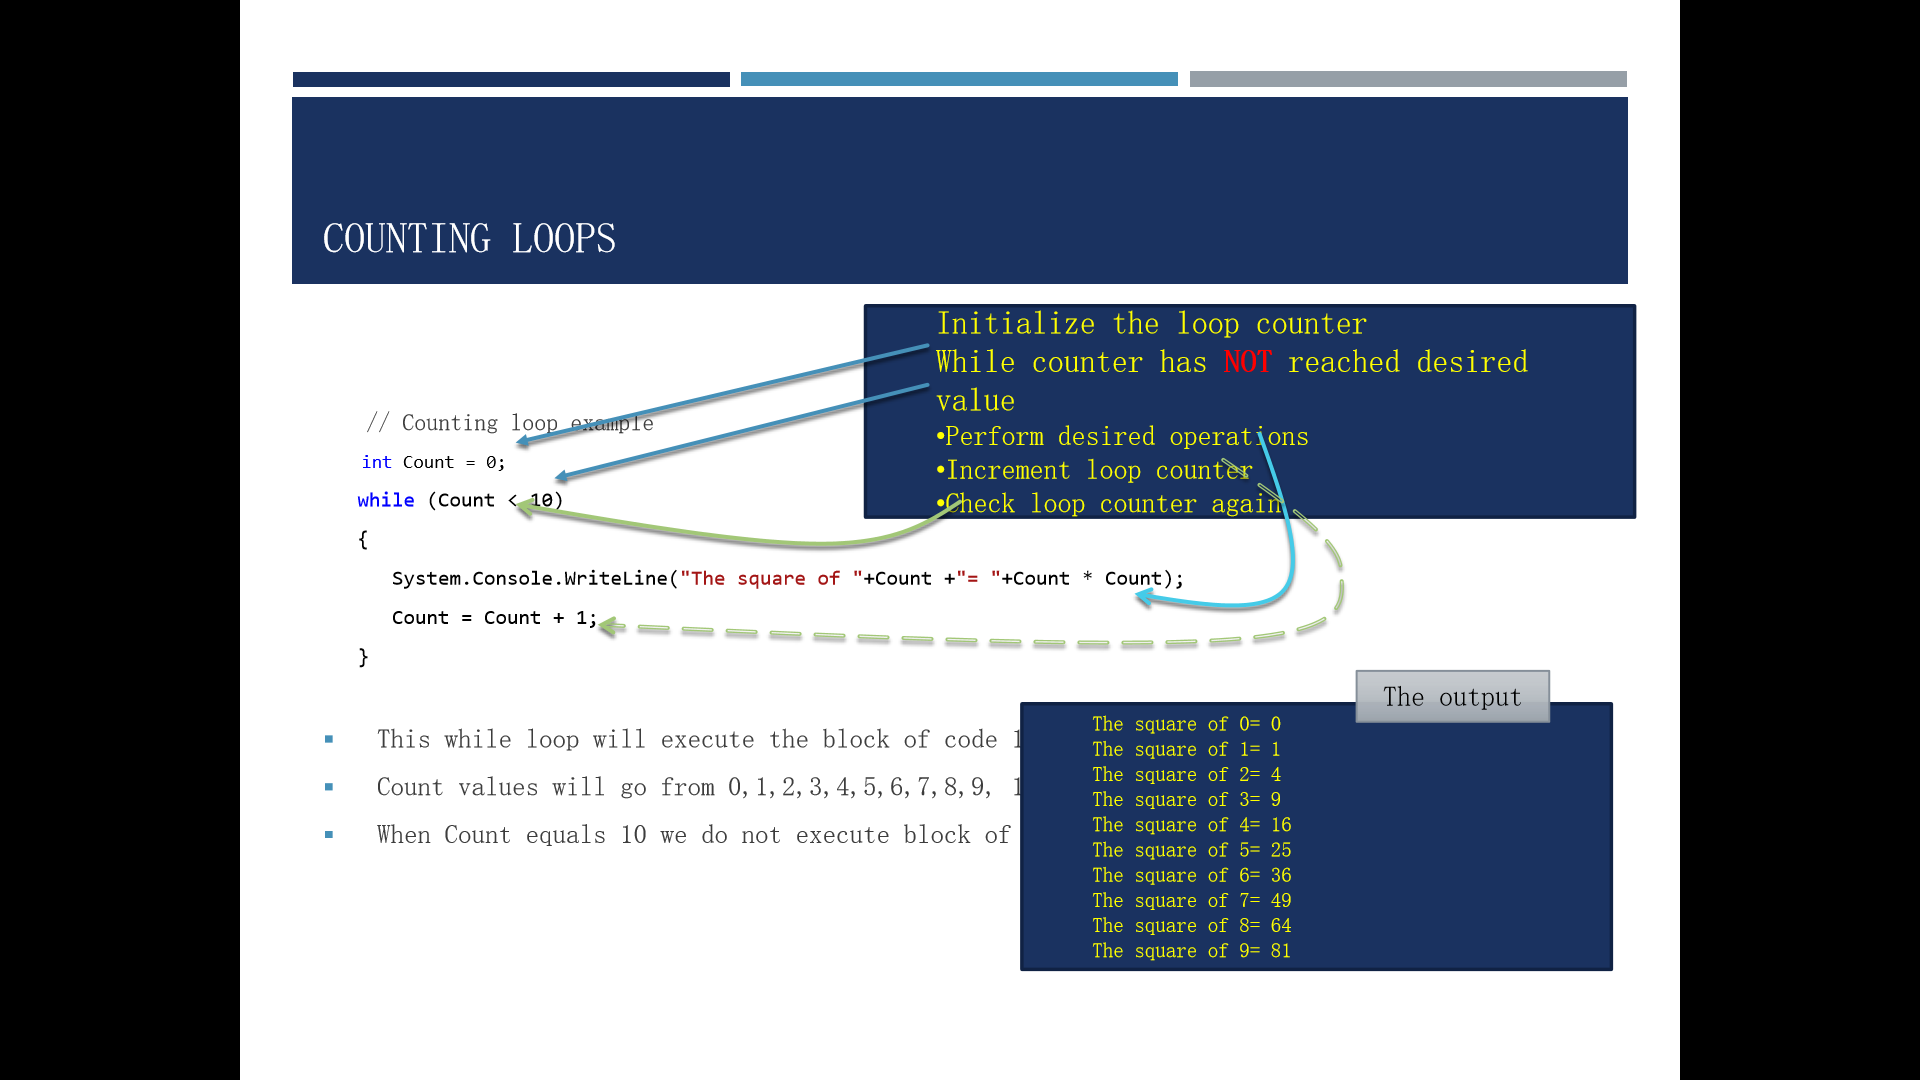 COUNTING LOOPS
Initialize the loop counter
While counter has NOT reached desired
value
•Perform desired operations
•Increment loop counter
•Check loop counter again
// Counting loop example
int Count = 0;
while (Count < 10)
{
System.Console.WriteLine("The square of "+Count +"= "+Count * Count);
Count = Count + 1;
}
This while loop will execute the block of code
Count values will go from 0,1,2,3,4,5,6,7,8,9,
When Count equals 10 we do not execute block of
The output
The square of 0= 0
The square of 1= 1
The square of 2= 4
The square of 3= 9
The square of 4= 16
The square of 5= 25
The square of 6= 36
The square of 7= 49
The square of 8= 64
The square of 9= 81